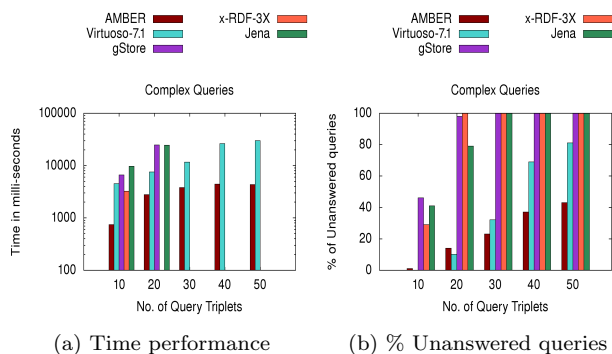 AMBER
Virtuoso-7.1
gStore
x-RDF-3X
Jena
Complex Queries
Time in milli-seconds
100000
10000
1000
100
10 20 30 40 50
No. of Query Triplets
(a) Time performance
AMBER
Virtuoso-7.1
gStore
x-RDF-3X
Jena
Complex Queries
% of Unanswered queries
100
80
60
40
20
0
10 20 30 40 50
No. of Query Triplets
(b) % Unanswered queries